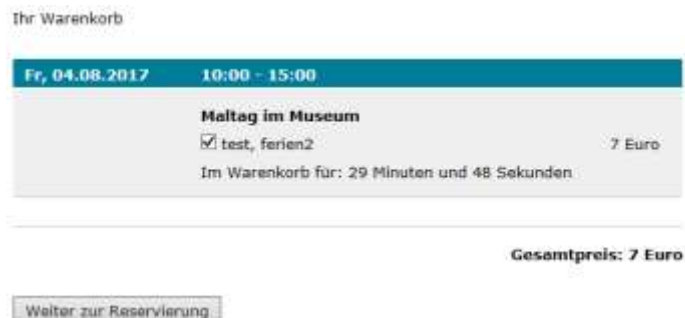 Ihr Warenkorb
Fr, 04.08.2017 10:00 - 15:00
Maltag im Museum
test, ferien2 7 Euro
Im Warenkorb für: 29 Minuten und 48 Sekunden
Gesamtpreis: 7 Euro
Weiter zur Reservierung